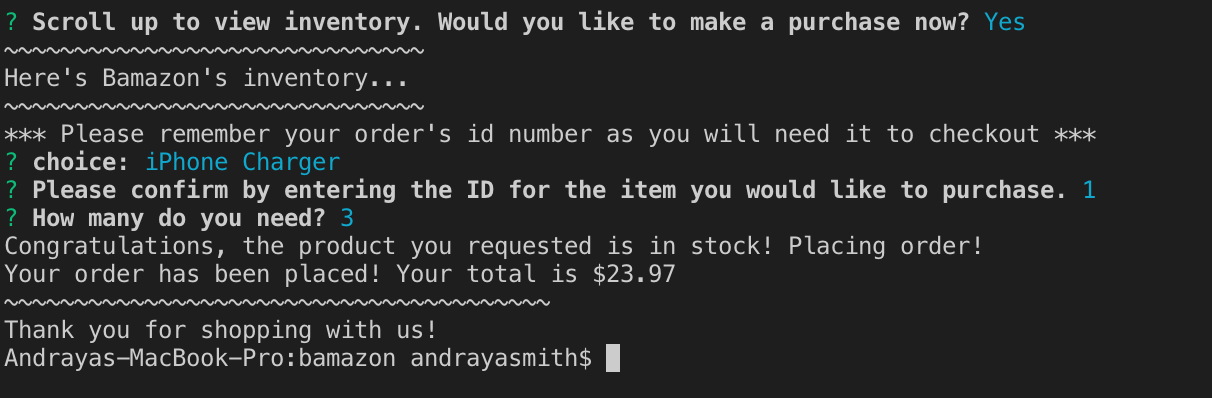 ? Scroll up to view inventory. Would you like to make a purchase now? Yes
~~~~~~~~~~~~~~~~~~~~~~~~~~~~~~
Here's Bamazon's inventory...
~~~~~~~~~~~~~~~~~~~~~~~~~~~~~~
*** Please remember your order's id number as you will need it to checkout ***
? choice: iPhone Charger
? Please confirm by entering the ID for the item you would like to purchase. 1
? How many do you need? 3
Congratulations, the product you requested is in stock! Placing order!
Your order has been placed! Your total is $23.97
~~~~~~~~~~~~~~~~~~~~~~~~~~~~~~~~~~~~~~~
Thank you for shopping with us!
Andrayas-MacBook-Pro:bamazon andrayasmith$